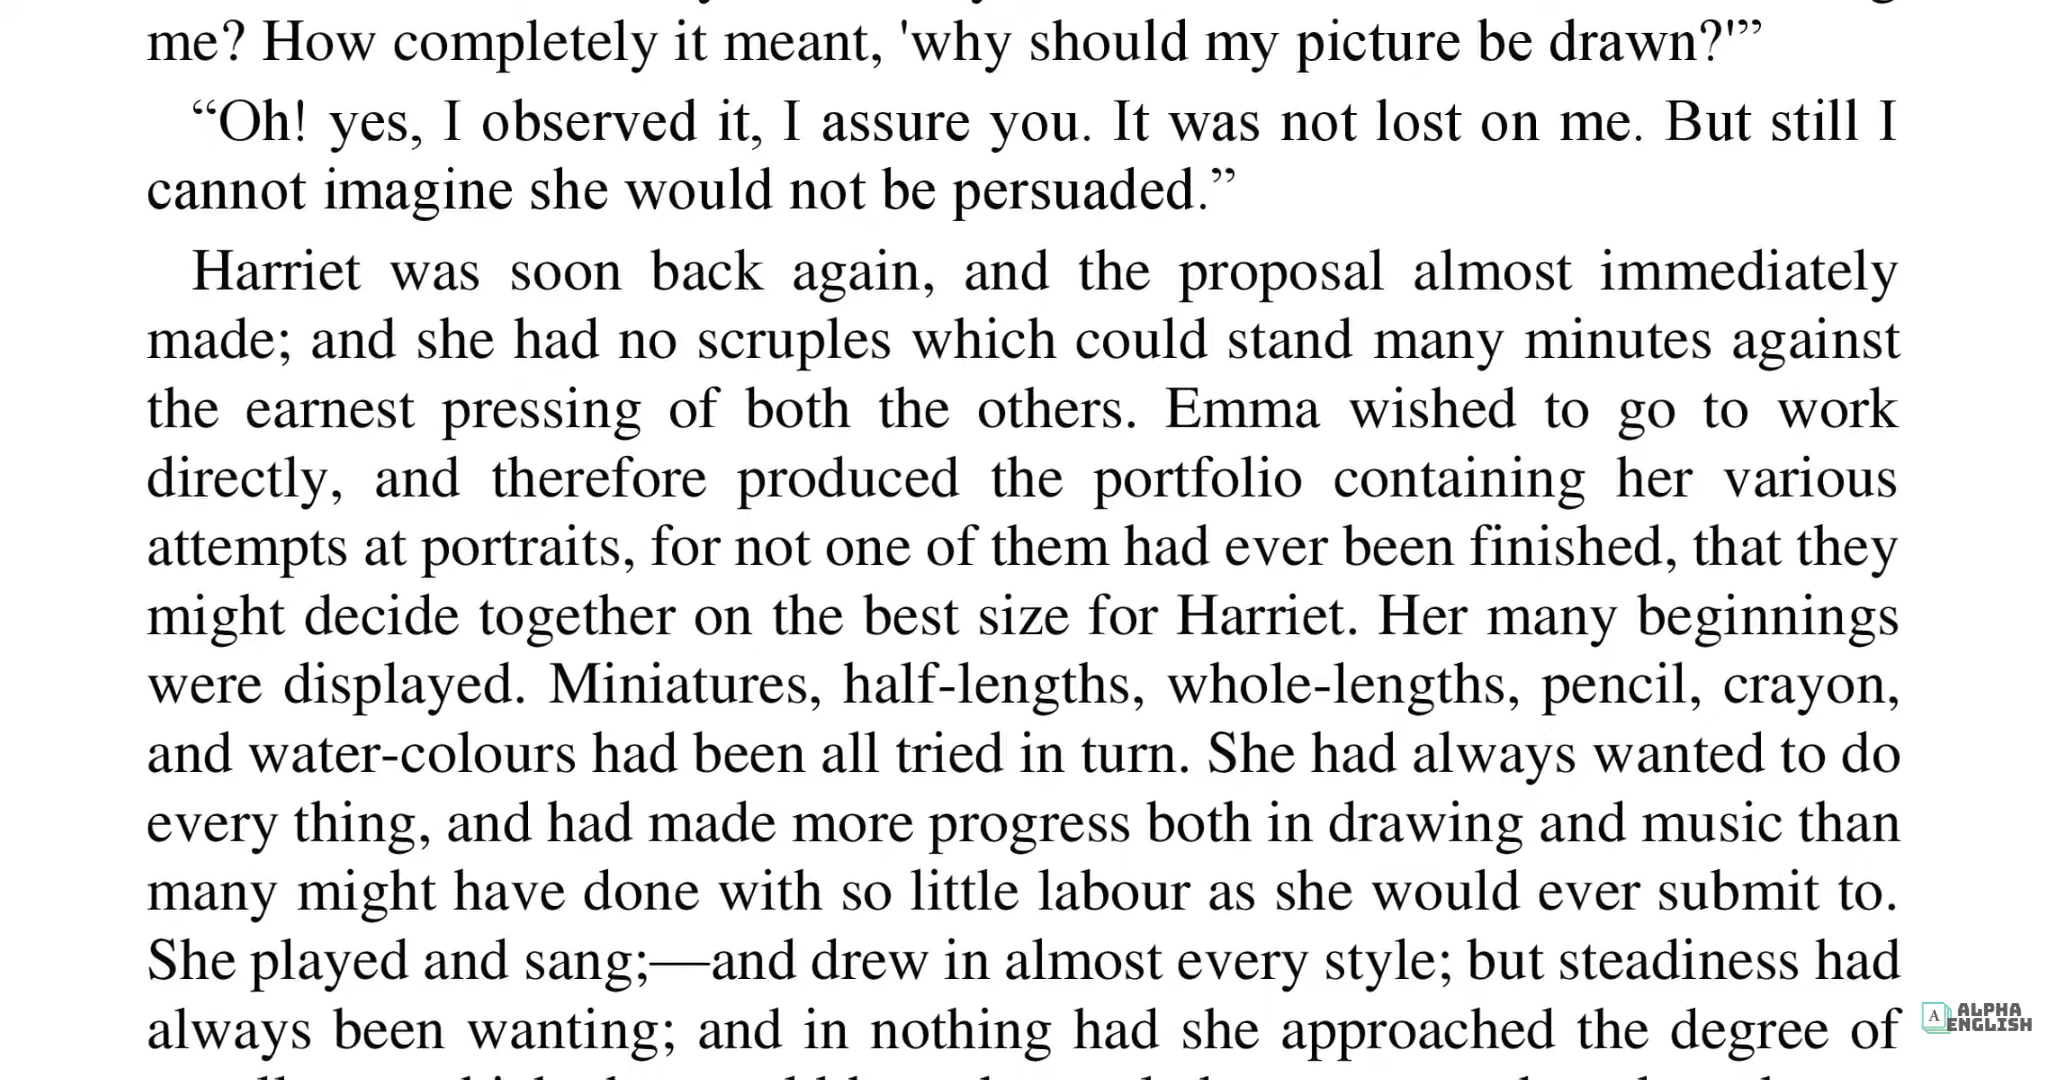 me? How completely it meant, 'why should my picture be drawn?'”
“Oh! yes, I observed it, I assure you. It was not lost on me. But still I
cannot imagine she would not be persuaded.”
Harriet was soon back again, and the proposal almost immediately
made; and she had no scruples which could stand many minutes against
the earnest pressing of both the others. Emma wished to go to work
directly, and therefore produced the portfolio containing her various
attempts at portraits, for not one of them had ever been finished, that they
might decide together on the best size for Harriet. Her many beginnings
were displayed. Miniatures, half-lengths, whole-lengths, pencil, crayon,
and water-colours had been all tried in turn. She had always wanted to do
every thing, and had made more progress both in drawing and music than
many might have done with so little labour as she would ever submit to.
She played and sang;—and drew in almost every style; but steadiness had
always been wanting; and in nothing had she approached the degree of
A ALPHA
ENGLISH